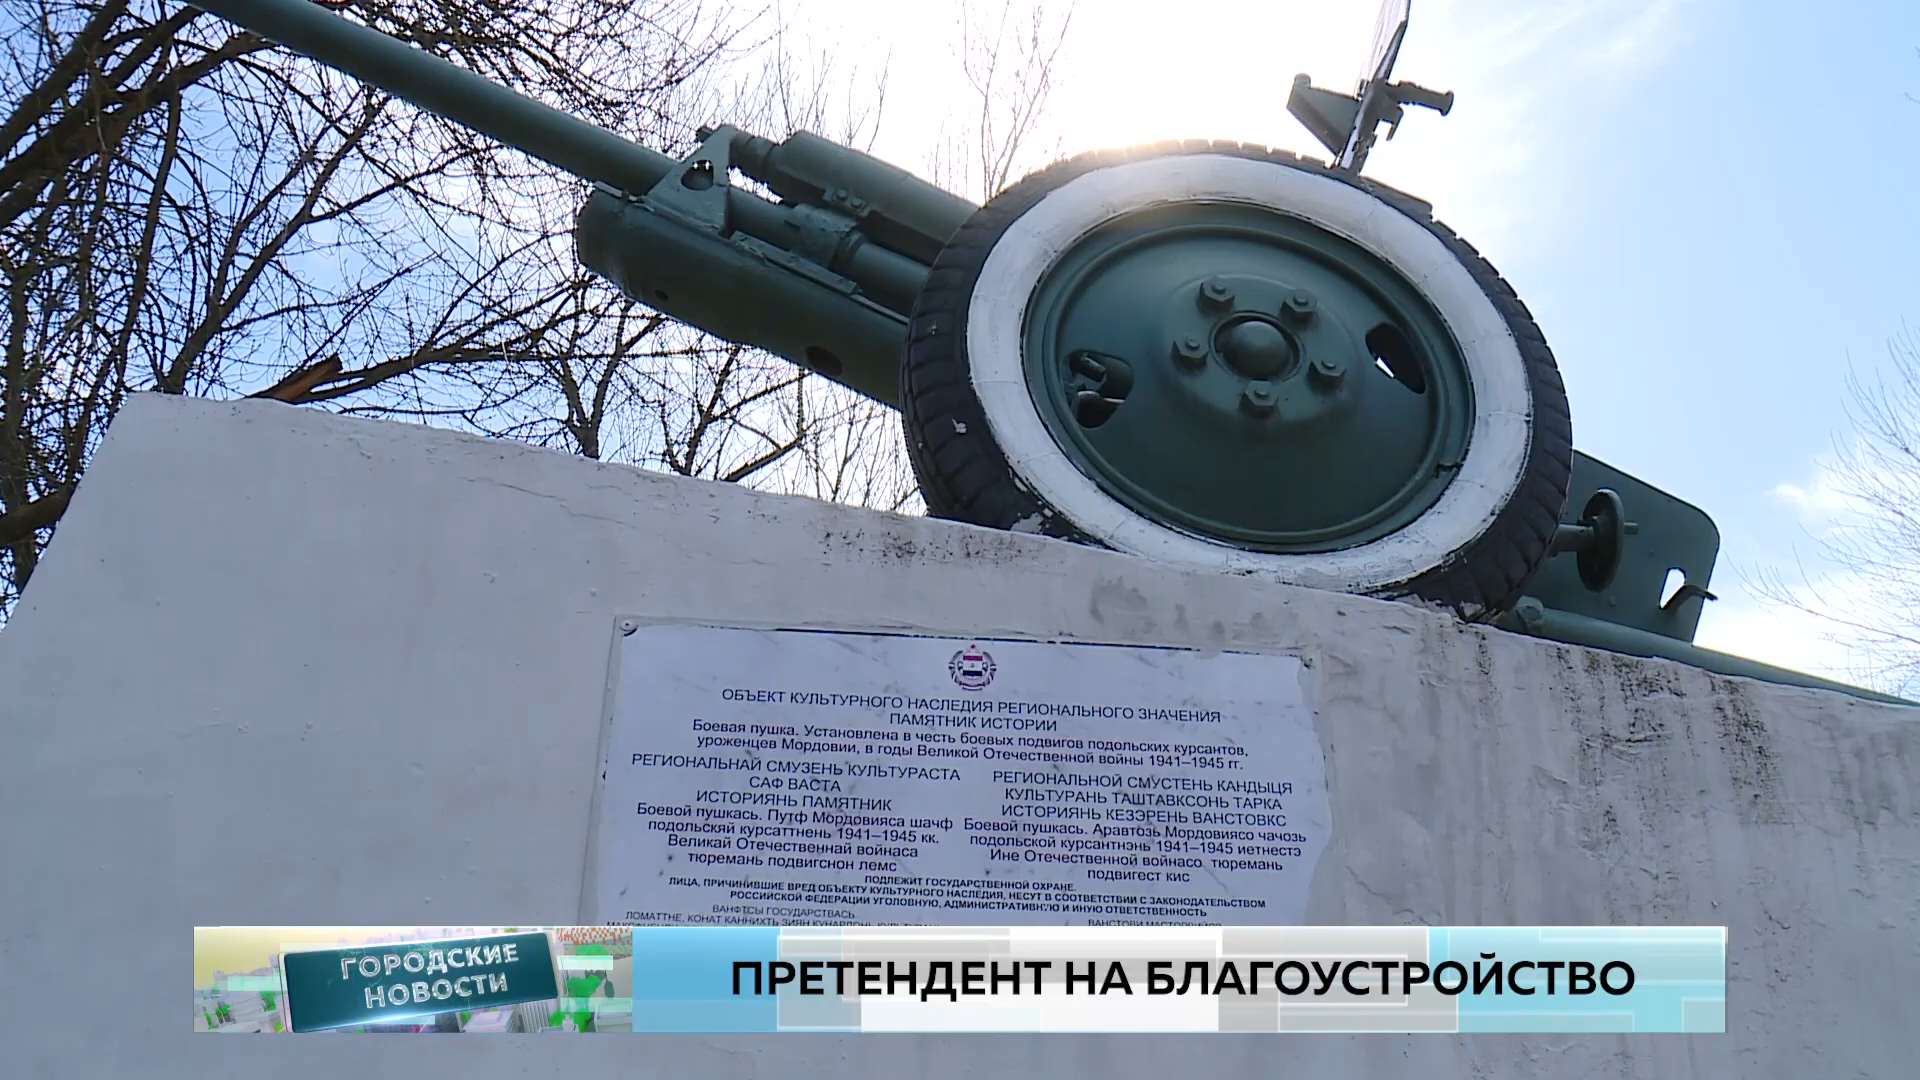 ОБЪЕКТ КУЛЬТУРНОГО НАСЛЕДИЯ РЕГИОНАЛЬНОГО ЗНАЧЕНИЯ
ПАМЯТНИК ИСТОРИИ
Боевая пушка. Установлена в честь боевых подвигов подольских курсантов,
уроженцев Мордовии, в годы Великой Отечественной войны 1941–1945 гг.
РЕГИОНАЛЬНАЙ СМУЗЕНЬ КУЛЬТУРАСТА
САФ ВАСТА
ИСТОРИЯНЬ ПАМЯТНИК
Боевой пушкась. Путф Мордовияса шачф
подольскяй курсаттнень 1941–1945 кк.
Великай Отечественнай войнаса
тюремань подвигснон лемс
РЕГИОНАЛЬНОЙ СМУСТЕНЬ КАНДЫЦЯ
КУЛЬТУРАНЬ ТАШТАВКСОНЬ ТАРКА
ИСТОРИЯНЬ КЕЗЭРЕНЬ ВАНСТОВКС
Боевой пушкась. Аравтозь Мордовиясо чачозь
подольской курсантнэнь 1941–1945 иетнестэ
Ине Отечественной войнасо тюремань
подвигест кис
ПОДЛЕЖИТ ГОСУДАРСТВЕННОЙ ОХРАНЕ.
ЛИЦА, ПРИЧИНИВШИЕ ВРЕД ОБЪЕКТУ КУЛЬТУРНОГО НАСЛЕДИЯ, НЕСУТ В СООТВЕТСТВИИ С ЗАКОНОДАТЕЛЬСТВОМ
РОССИЙСКОЙ ФЕДЕРАЦИИ УГОЛОВНУЮ, АДМИНИСТРАТИВНУЮ И ИНУЮ ОТВЕТСТВЕННОСТЬ
ВАНФТСЫ ГОСУДАРСТВАСЬ
ЛОМАТТНЕ, КОНАТ КАННИХТЬ ЗИЯН
ГОРОДСКИЕ
НОВОСТИ
ПРЕТЕНДЕНТ НА БЛАГОУСТРОЙСТВО